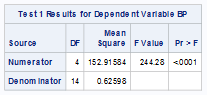 Test 1 Results for Dependent Variable BP
Source DF Mean Square F Value Pr > F
Numerator 4 152.91584 244.28 <.0001
Denominator 14 0.62598